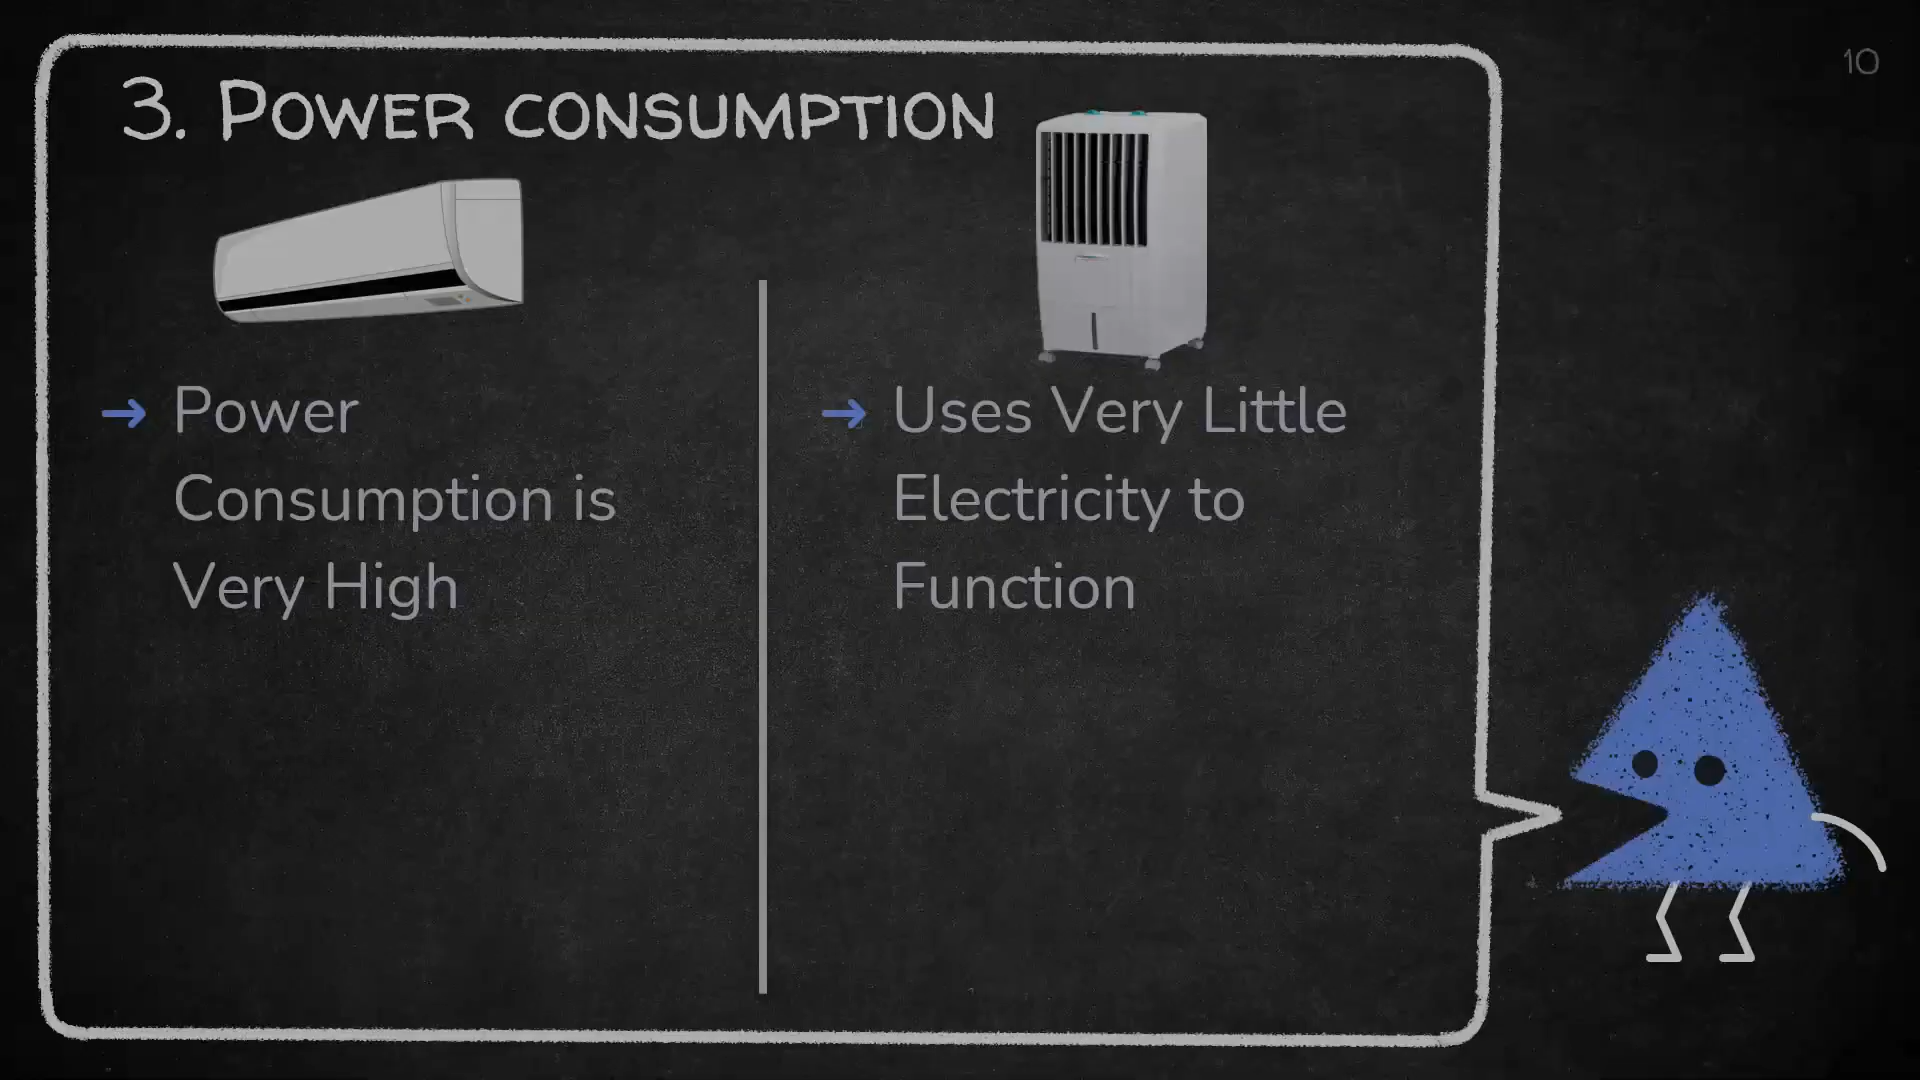 10
3. Power consumption
Power
Consumption is
Very High
Uses Very Little
Electricity to
Function